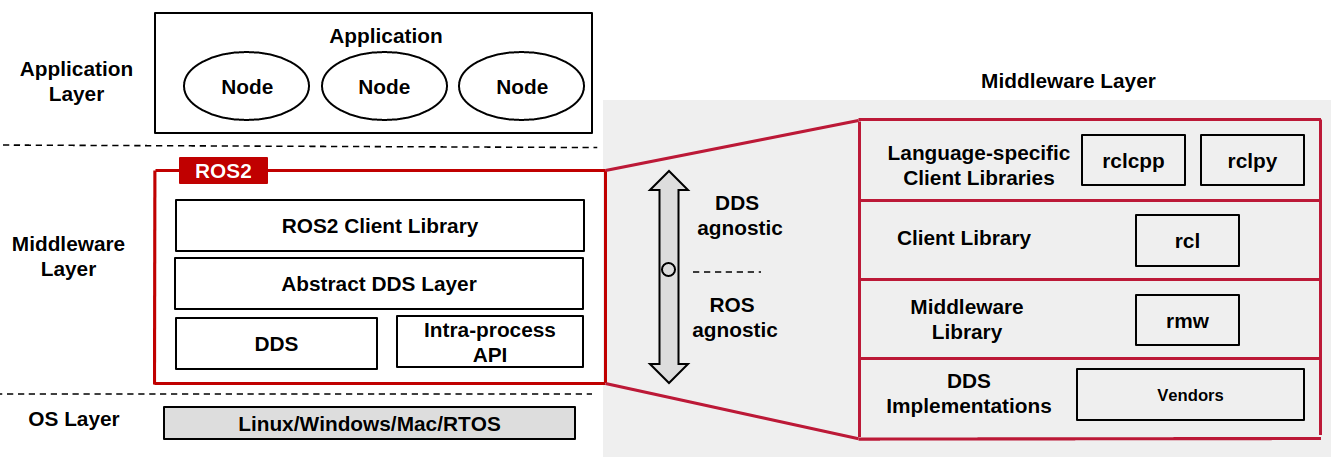 Application
Layer
Application
Node
Node
Node
Middleware
Layer
ROS2
ROS2 Client Library
Abstract DDS Layer
DDS
Intra-process
API
OS Layer
Linux/Windows/Mac/RTOS
DDS
agnostic
ROS
agnostic
Middleware Layer
Language-specific
Client Libraries
rclcpp
rclpy
Client Library
rcl
Middleware
Library
rmw
DDS
Implementations
Vendors